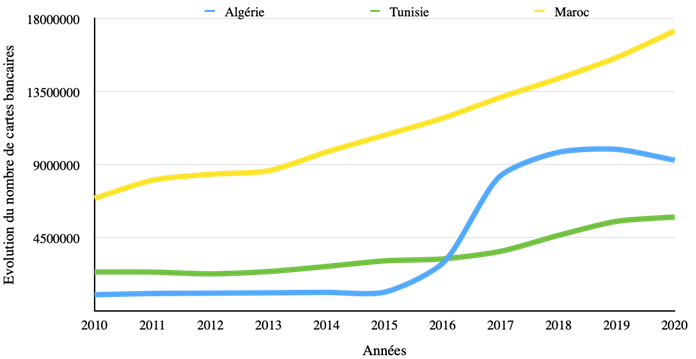 Algérie Tunisie Maroc
Evolution du nombre de cartes bancaires
18000000
13500000
9000000
4500000
2010 2011 2012 2013 2014 2015 2016 2017 2018 2019 2020
Années